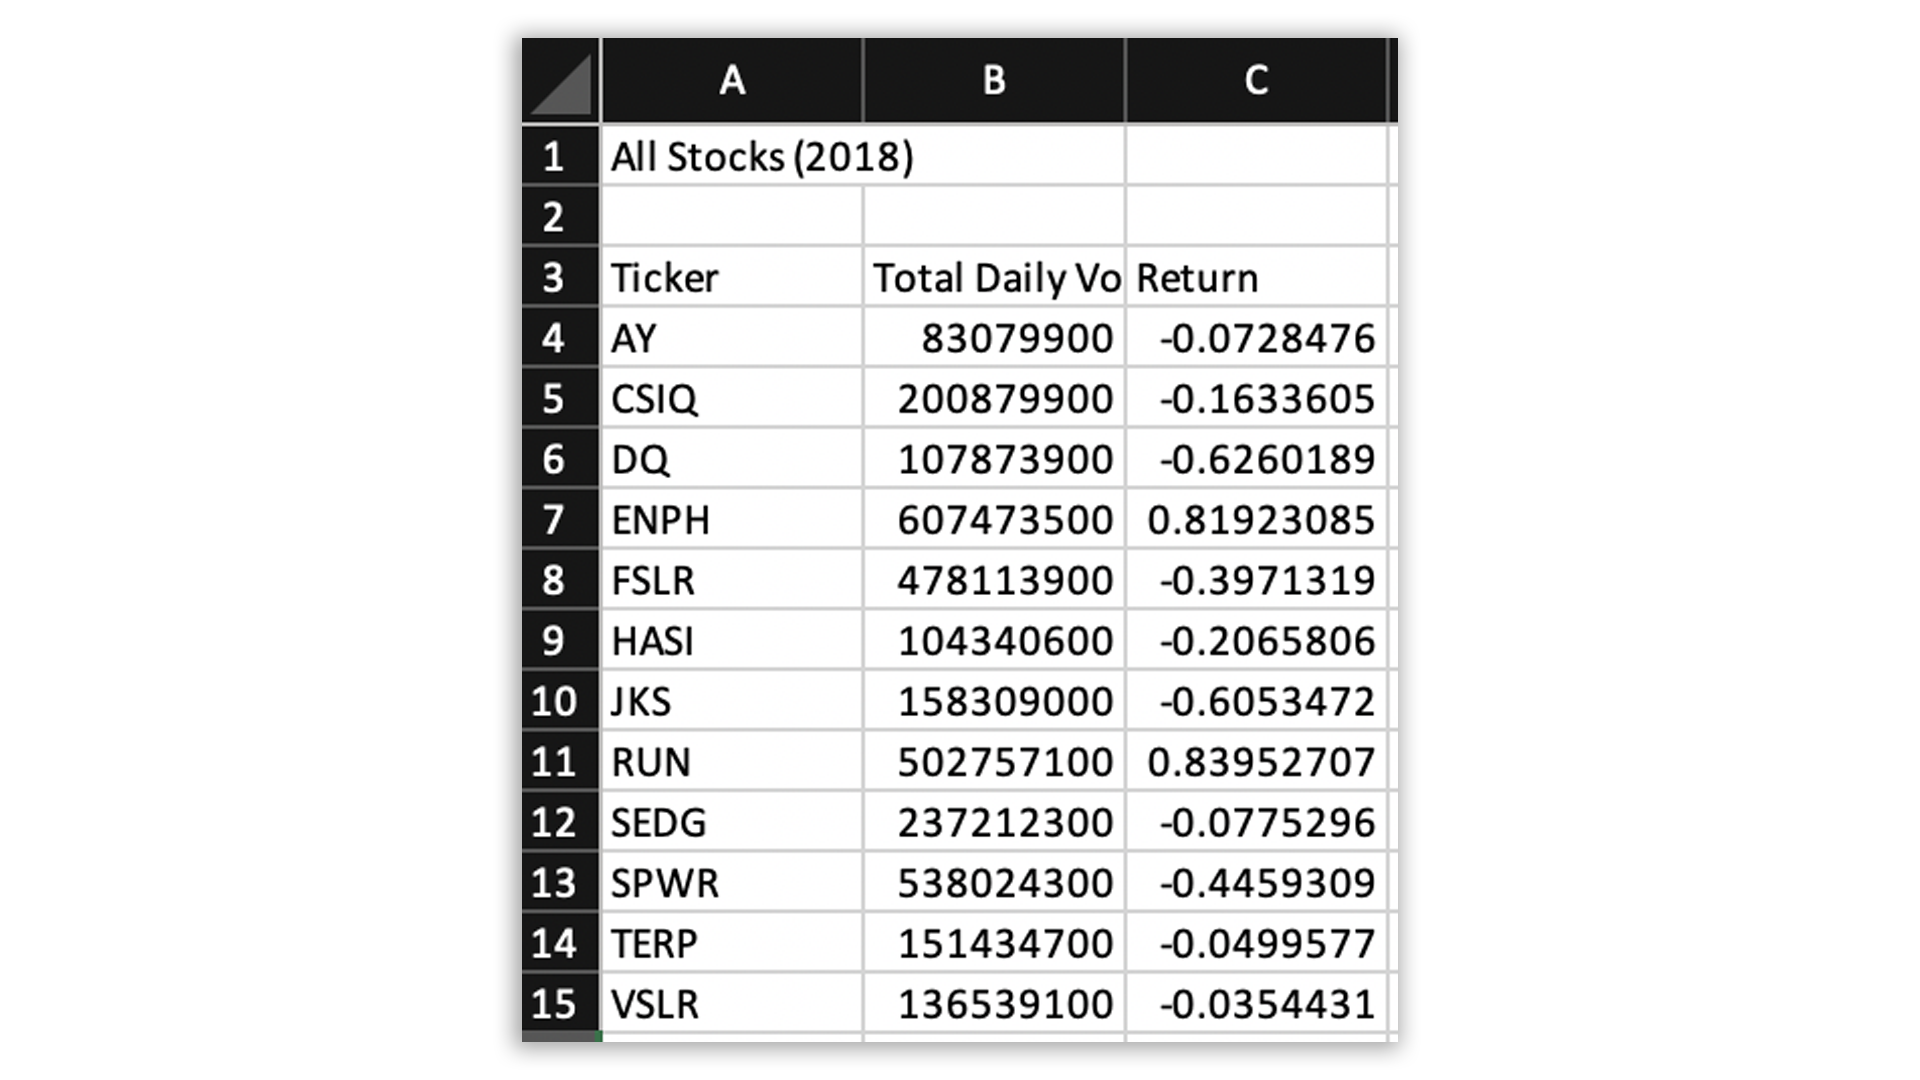 A B C
1 All Stocks (2018)
2
3 Ticker Total Daily Vo Return
4 AY 83079900 -0.0728476
5 CSIQ 200879900 -0.1633605
6 DQ 107873900 -0.6260189
7 ENPH 607473500 0.81923085
8 FSLR 478113900 -0.3971319
9 HASI 104340600 -0.2065806
10 JKS 158309000 -0.6053472
11 RUN 502757100 0.83952707
12 SEDG 237212300 -0.0775296
13 SPWR 538024300 -0.4459309
14 TERP 151434700 -0.0499577
15 VSLR 136539100 -0.0354431